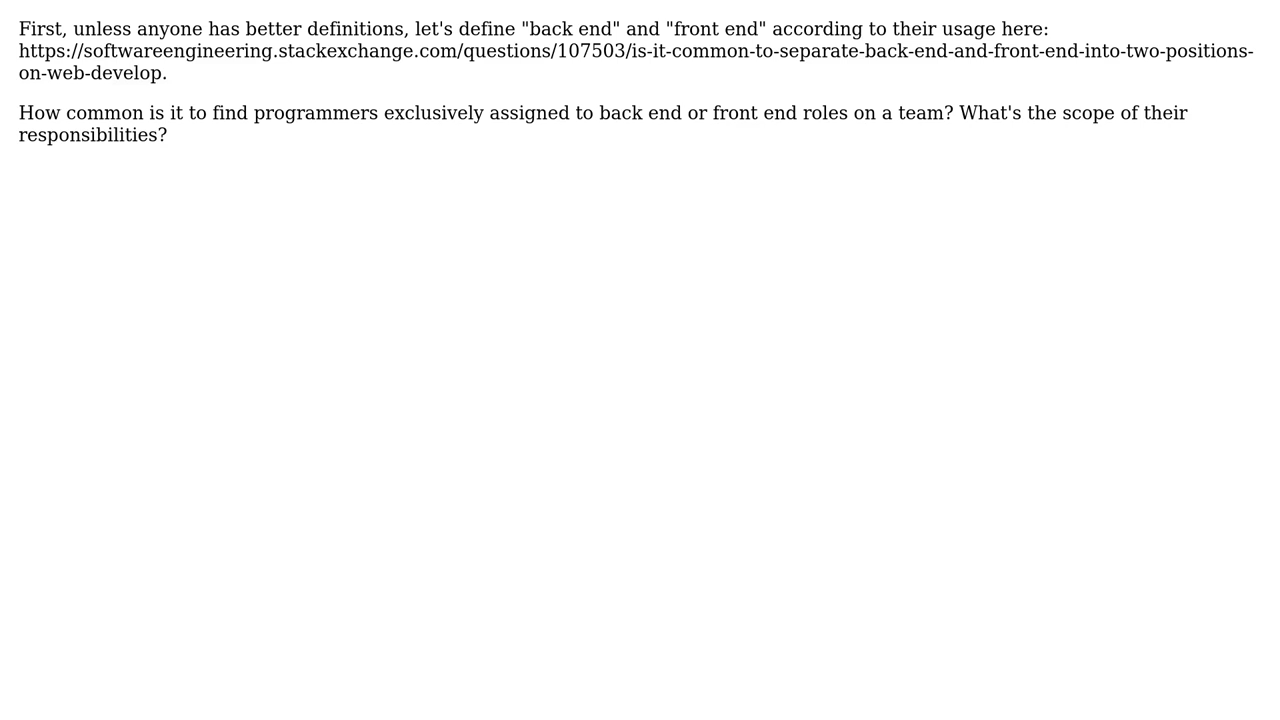 First, unless anyone has better definitions, let's define "back end" and "front end" according to their usage here:
https://softwareengineering.stackexchange.com/questions/107503/is-it-common-to-separate-back-end-and-front-end-into-two-positions-
on-web-develop.
How common is it to find programmers exclusively assigned to back end or front end roles on a team? What's the scope of their
responsibilities?